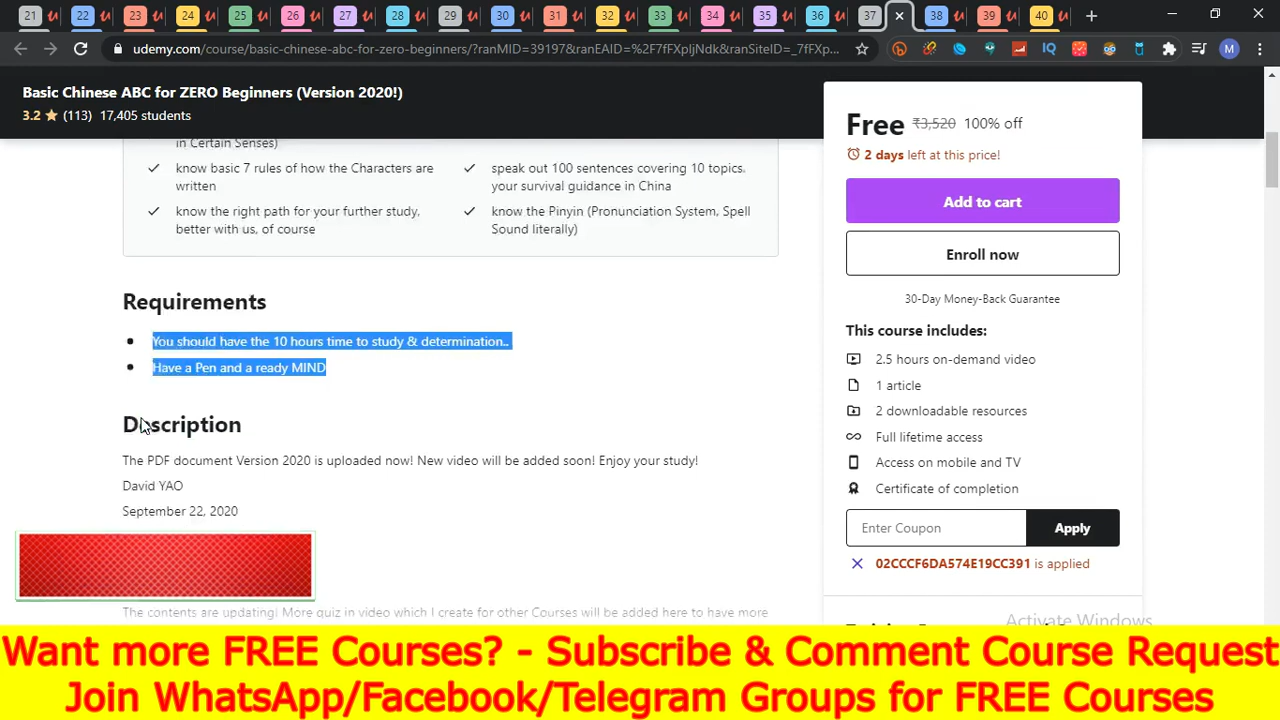 21 22 23 24 25 26 27 28 29 30 31 32 33 34 35 36 37 38 39 40
udemy.com/course/basic-chinese-abc-for-zero-beginners/?ranMID=39197&ranEAID=%2F7fFXpljNdk&ranSiteID=_7fFXp...
IQ
M
Basic Chinese ABC for ZERO Beginners (Version 2020!)
3.2 (113) 17,405 students
in Certain Senses)
know basic 7 rules of how the Characters are
written
know the right path for your further study,
better with us, of course
speak out 100 sentences covering 10 topics.
your survival guidance in China
know the Pinyin (Pronunciation System, Spell
Sound literally)
Requirements
You should have the 10 hours time to study & determination..
Have a Pen and a ready MIND
Description
The PDF document Version 2020 is uploaded now! New video will be added soon! Enjoy your study!
David YAO
September 22, 2020
The contents are updating! More quiz in video which I create for other Courses will be added here to have more
Free ₹3,520 100% off
2 days left at this price!
Add to cart
Enroll now
30-Day Money-Back Guarantee
This course includes:
2.5 hours on-demand video
1 article
2 downloadable resources
Full lifetime access
Access on mobile and TV
Certificate of completion
Enter Coupon
Apply
02CCCF6DA574E19CC391 is applied
Activate Windows
Want more FREE Courses? - Subscribe & Comment Course Request
Join WhatsApp/Facebook/Telegram Groups for FREE Courses